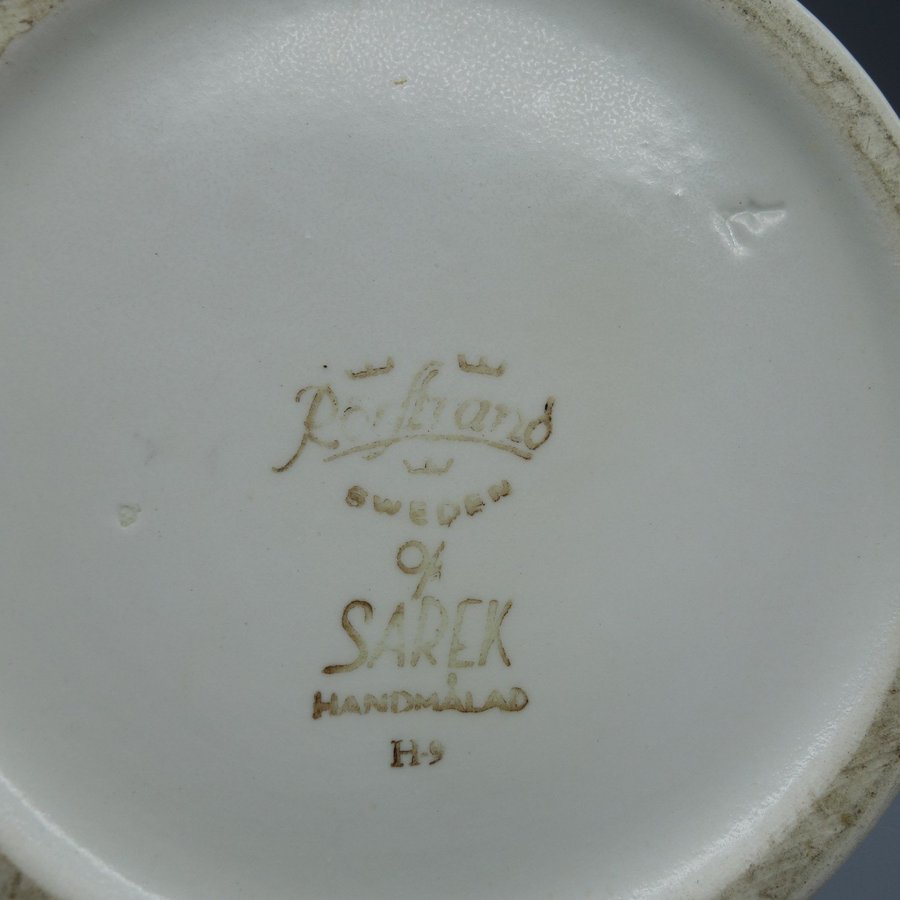 Rörstrand
SWEDEN
SAREK
HANDMÅLAD
H-9